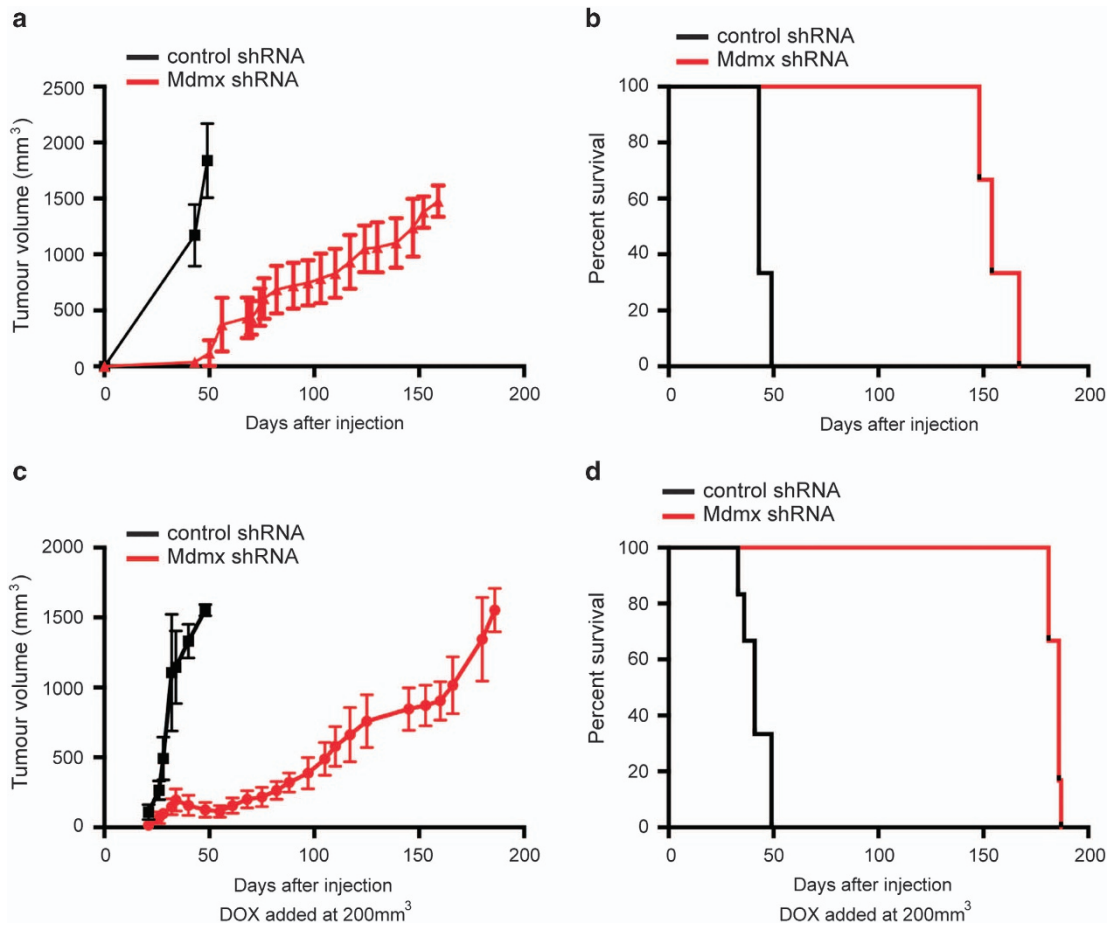 a
control shRNA
Mdmx shRNA
2500
2000
1500
1000
500
0
Tumour volume (mm³)
0 50 100 150 200
Days after injection
b
control shRNA
Mdmx shRNA
100
80
60
40
20
0
Percent survival
0 50 100 150 200
Days after injection
c
control shRNA
Mdmx shRNA
2000
1500
1000
500
0
Tumour volume (mm³)
0 50 100 150 200
Days after injection
DOX added at 200mm³
d
control shRNA
Mdmx shRNA
100
80
60
40
20
0
Percent survival
0 50 100 150 200
Days after injection
DOX added at 200mm³